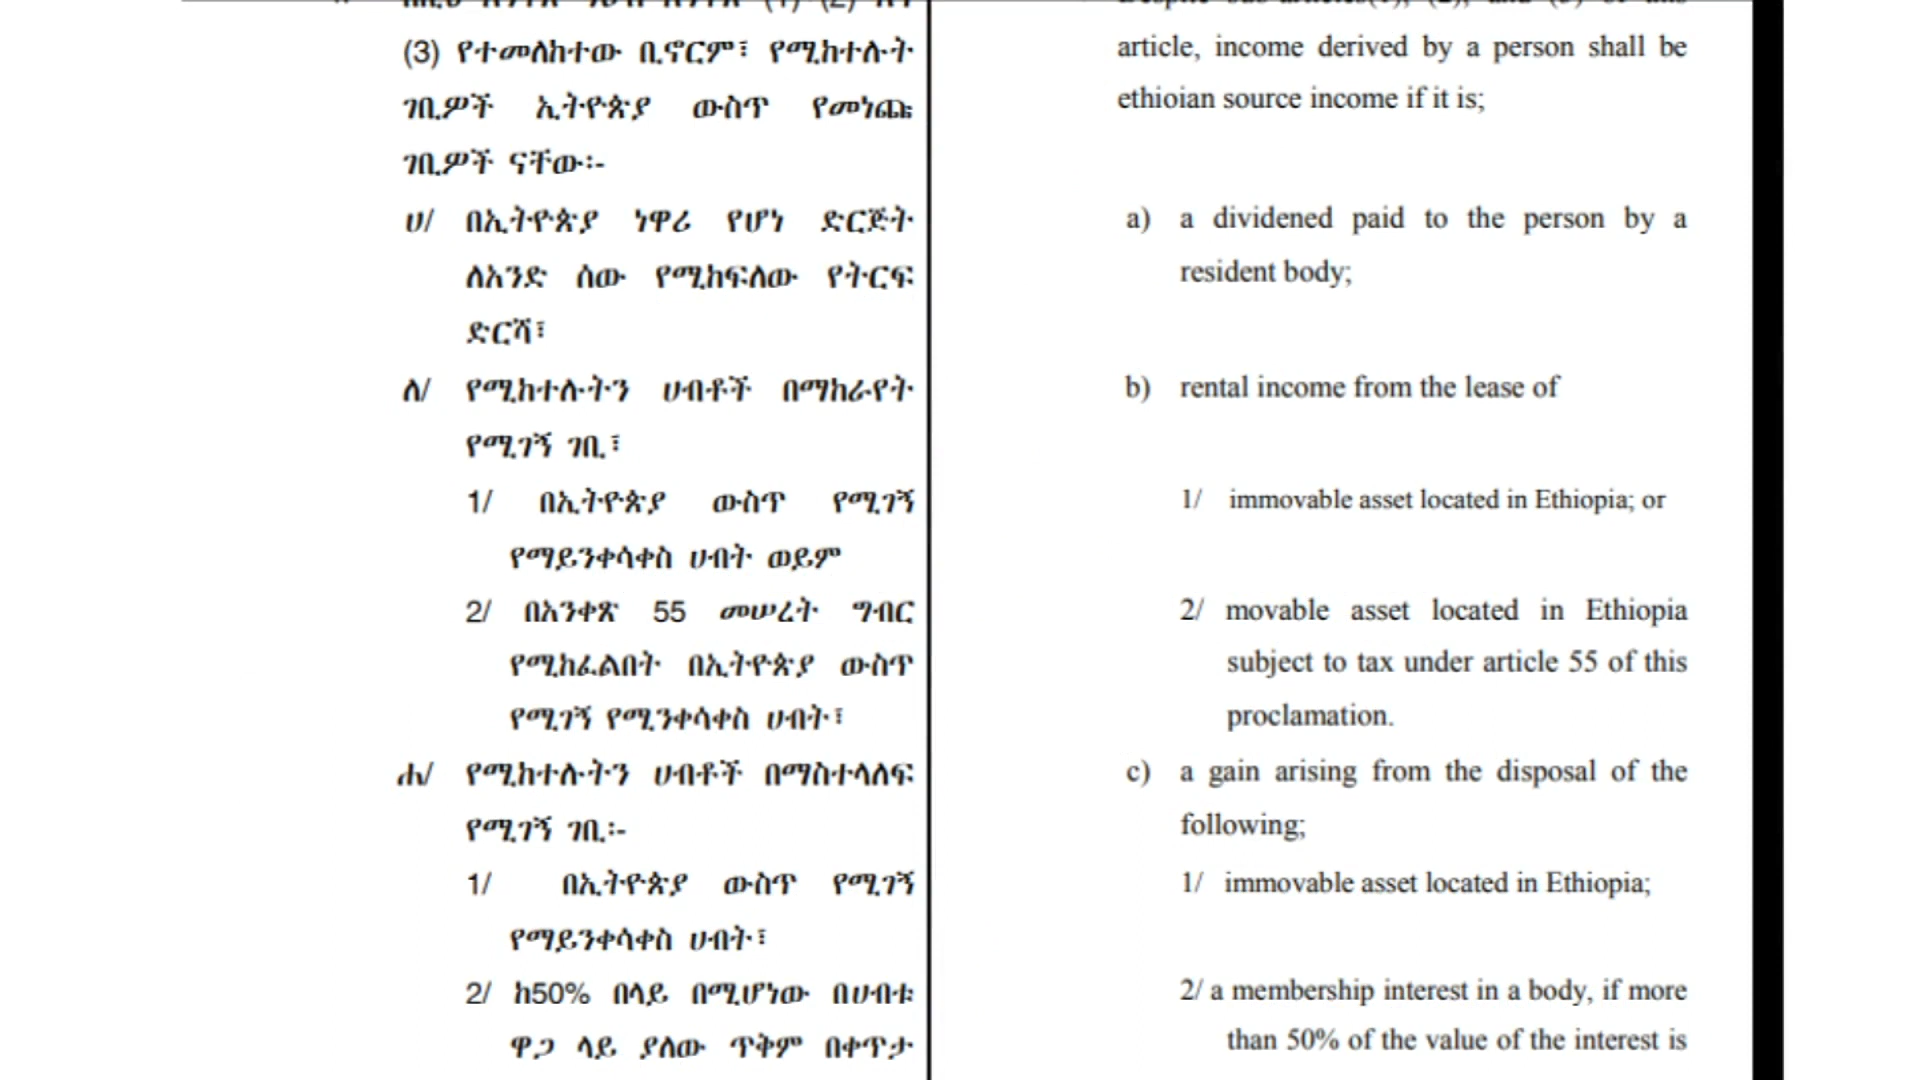 (3) የተመለከተው ቢኖርም፣ የሚከተሉት
ገቢዎች ኢትዮጵያ ውስጥ የመነጩ
ገቢዎች ናቸው፡-
ሀ/ በኢትዮጵያ ነዋሪ የሆነ ድርጅት
ለአንድ ሰው የሚከፍለው የትርፍ
ድርሻ፣
ለ/ የሚከተሉትን ሀብቶች በማከራየት
የሚገኝ ገቢ፣
1/ በኢትዮጵያ ውስጥ የሚገኝ
የማይንቀሳቀስ ሀብት ወይም
2/ በአንቀጽ 55 መሠረት ግብር
የሚከፈልበት በኢትዮጵያ ውስጥ
የሚገኝ የሚንቀሳቀስ ሀብት፣
ሐ/ የሚከተሉትን ሀብቶች በማስተላለፍ
የሚገኝ ገቢ፡-
1/ በኢትዮጵያ ውስጥ የሚገኝ
የማይንቀሳቀስ ሀብት፣
2/ ከ50% በላይ በሚሆነው በሀብቱ
ዋጋ ላይ ያለው ጥቅም በቀጥታ
article, income derived by a person shall be
ethioian source income if it is;
a) a dividened paid to the person by a
resident body;
b) rental income from the lease of
1/ immovable asset located in Ethiopia; or
2/ movable asset located in Ethiopia
subject to tax under article 55 of this
proclamation.
c) a gain arising from the disposal of the
following;
1/ immovable asset located in Ethiopia;
2/ a membership interest in a body, if more
than 50% of the value of the interest is